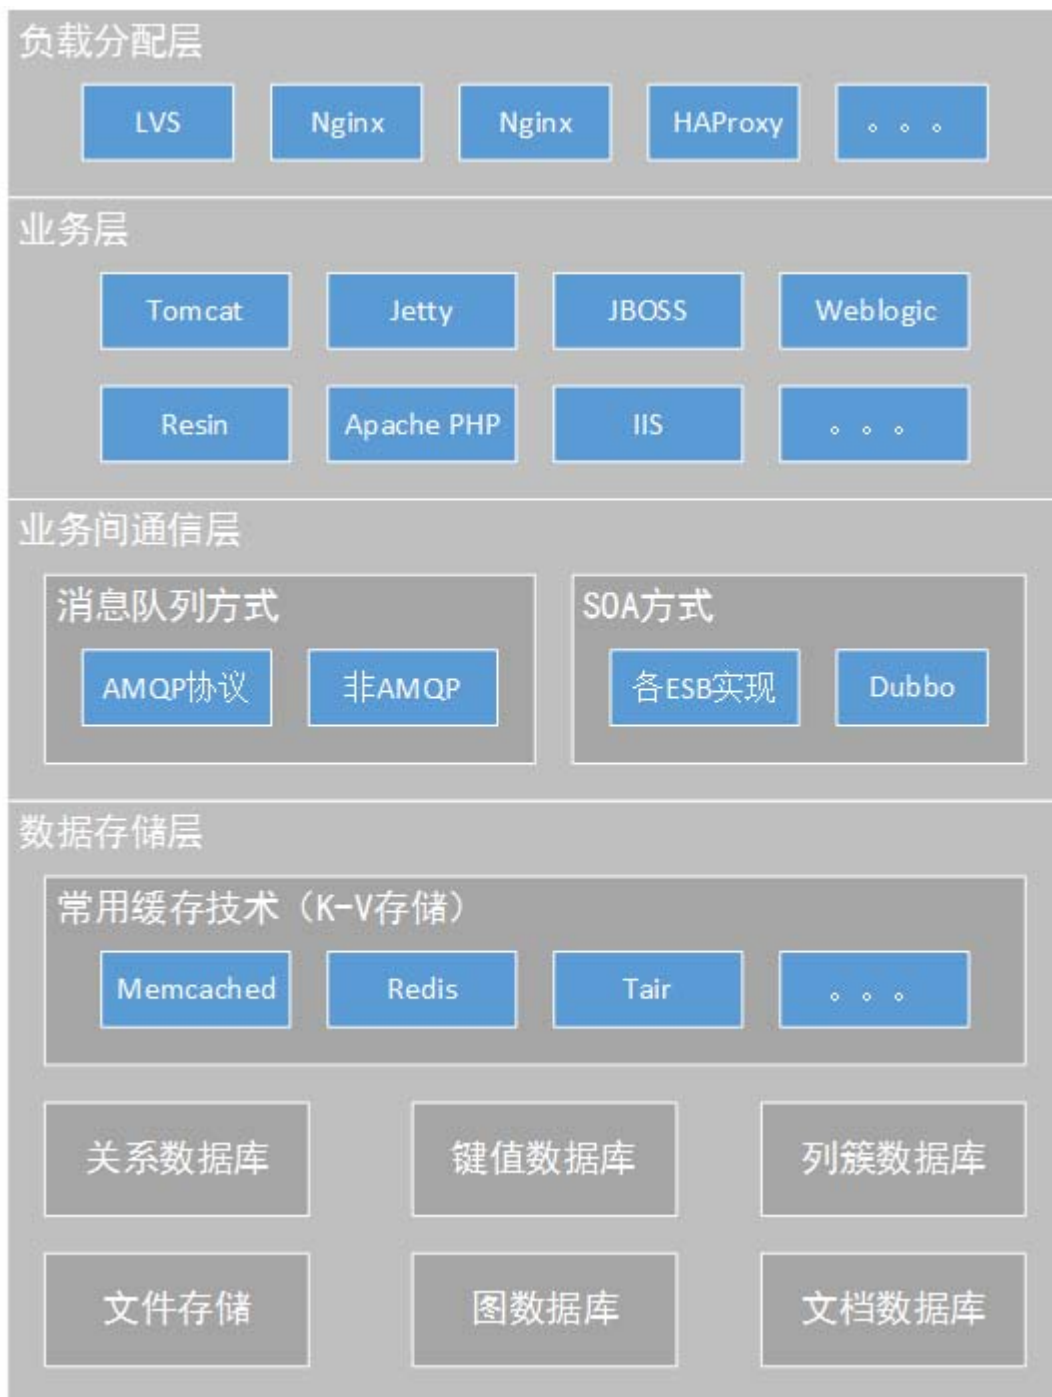 负载分配层
LVS Nginx Nginx HAProxy 。。。
业务层
Tomcat Jetty JBOSS Weblogic
Resin Apache PHP IIS 。。。
业务间通信层
消息队列方式 SOA方式
AMQP协议 非AMQP 各ESB实现 Dubbo
数据存储层
常用缓存技术（K-V存储）
Memcached Redis Tair 。。。
关系数据库 键值数据库 列簇数据库
文件存储 图数据库 文档数据库